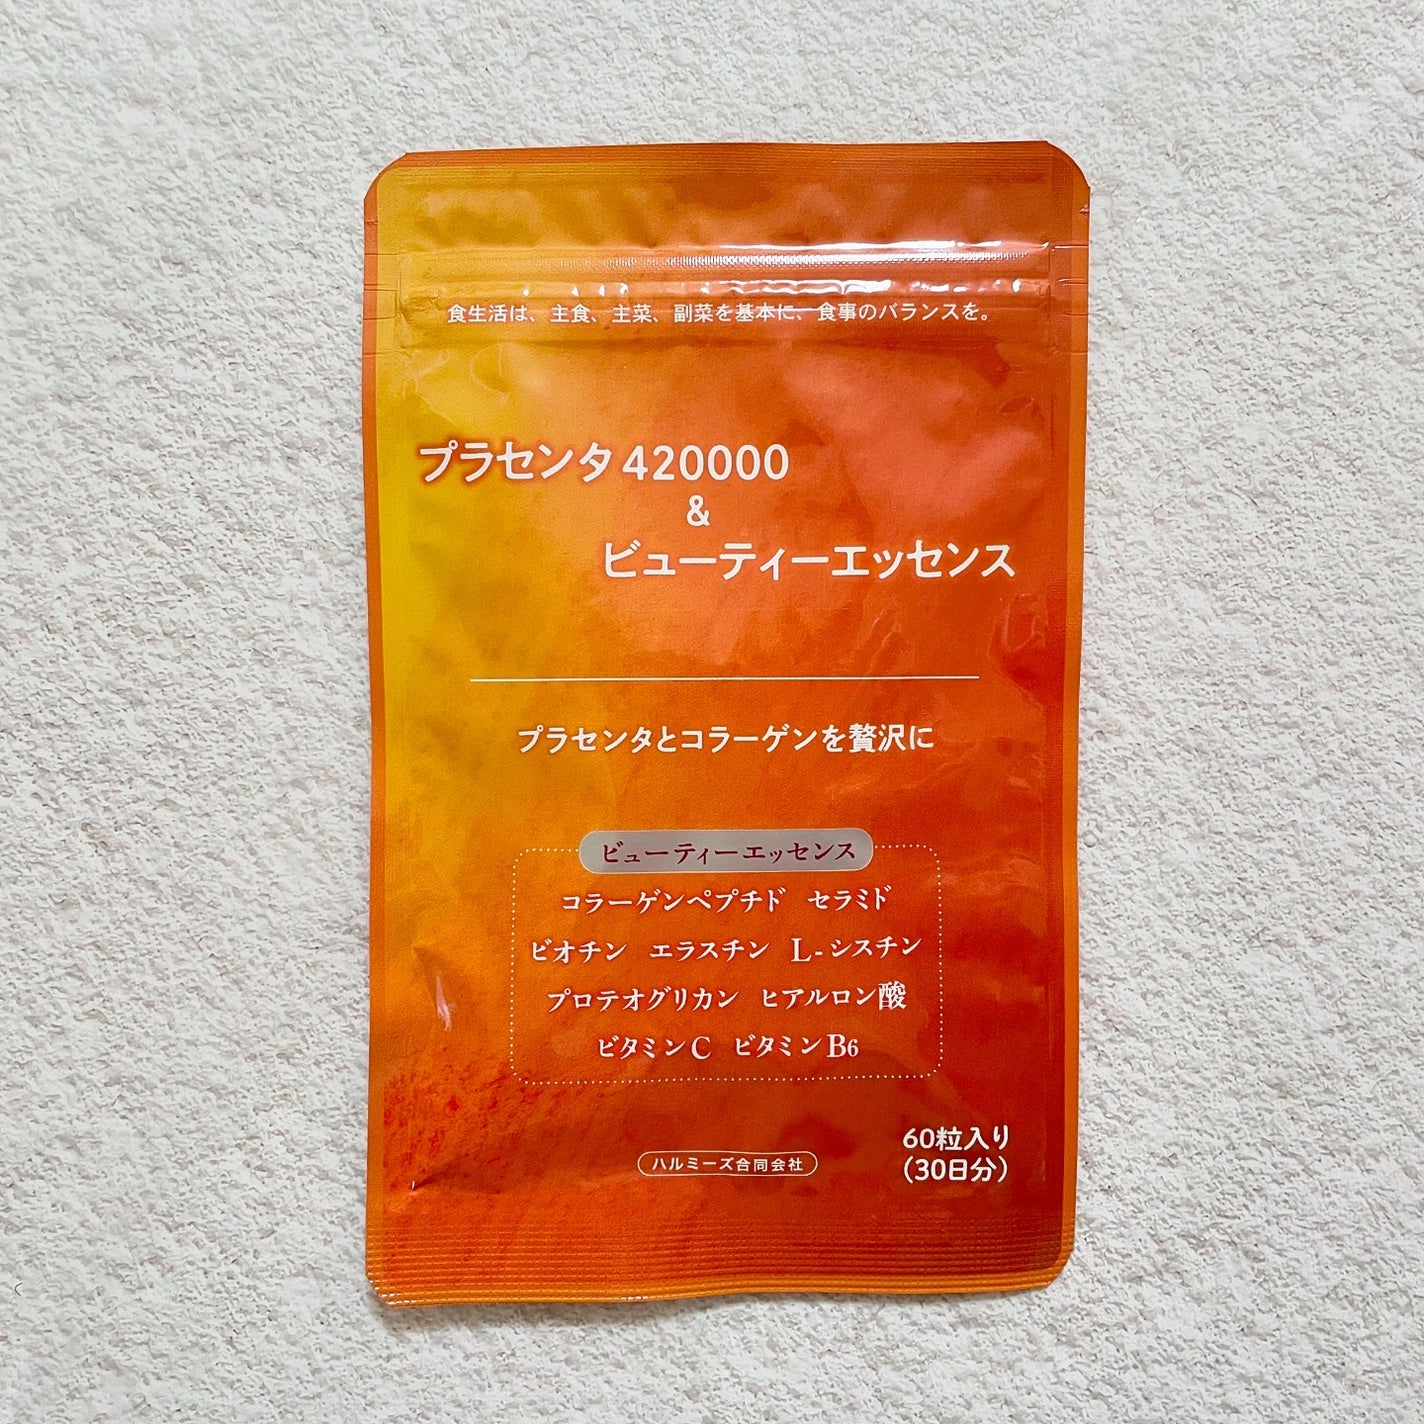 食生活は、主食、主菜、副菜を基本に、食事のバランスを。
プラセンタ420000
&
ビューティーエッセンス
プラセンタとコラーゲンを贅沢に
ビューティーエッセンス
コラーゲンペプチド セラミド
ビオチン エラスチン L-シスチン
プロテオグリカン ヒアルロン酸
ビタミンC ビタミンB6
60粒入り
(30日分)
ハルミーズ合同会社